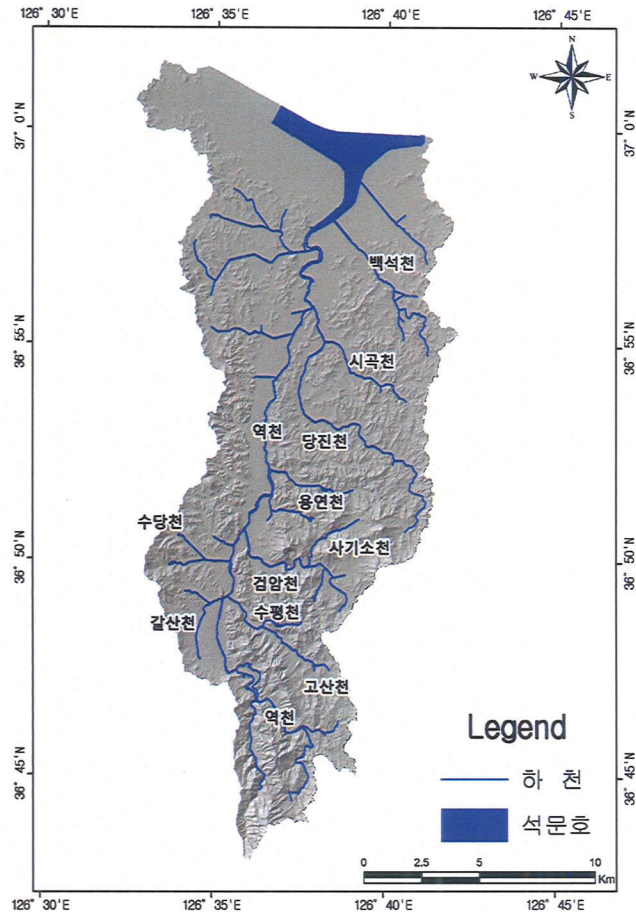 126° 30'E 126° 35'E 126° 40'E 126° 45'E
N
W E
S
37° 0'N 37° 0'N
백석천
36° 55'N 36° 55'N
시곡천
역천
당진천
용연천
수당천
사기소천
36° 50'N 36° 50'N
검암천
수평천
갈산천
고산천
역천
Legend
하 천
36° 45'N 36° 45'N
석문호
0 2.5 5 10
Km
126° 30'E 126° 35'E 126° 40'E 126° 45'E